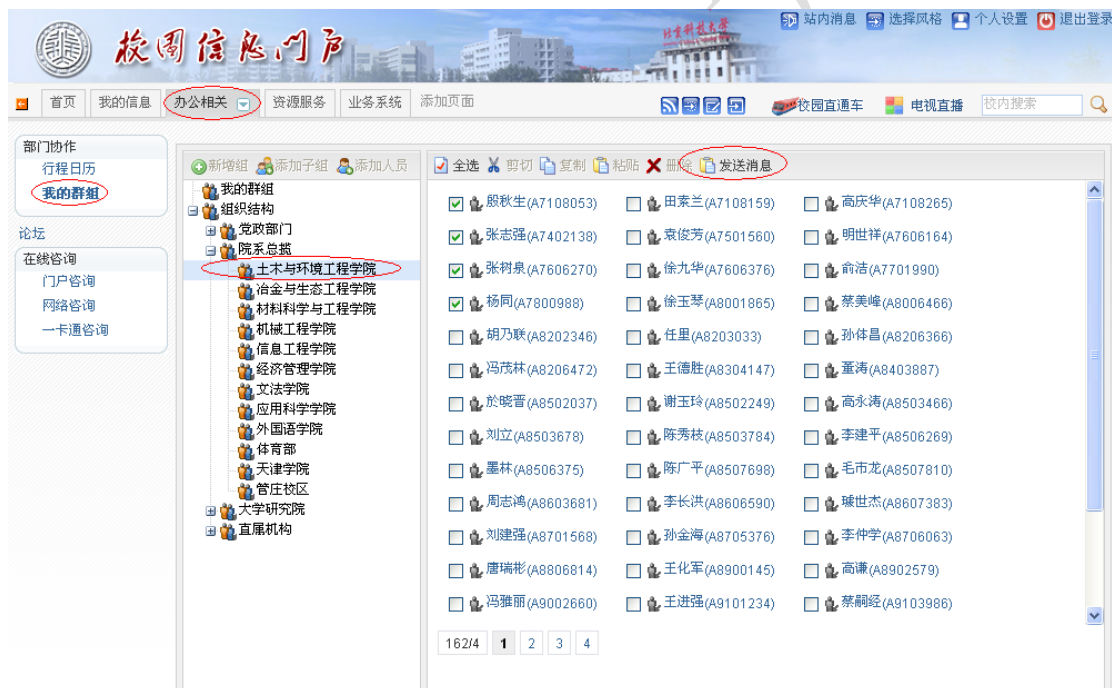 站内消息 选择风格 个人设置 退出登录
校园信息门户
北京科技大学
首页 我的信息 办公相关 资源服务 业务系统 添加页面 校园直通车 电视直播 校内搜索
部门协作
行程日历
我的群组
论坛
在线咨询
门户咨询
网络咨询
一卡通咨询
新增组 添加子组 添加人员
我的群组
组织结构
党政部门
院系总揽
土木与环境工程学院
冶金与生态工程学院
材料科学与工程学院
机械工程学院
信息工程学院
经济管理学院
文法学院
应用科学学院
外国语学院
体育部
天津学院
管庄校区
大学研究院
直属机构
全选 剪切 复制 粘贴 删除 发送消息
殷秋生(A7108053) 田素兰(A7108159) 高庆华(A7108265)
张志强(A7402138) 袁俊芳(A7501560) 明世祥(A7606164)
张树泉(A7606270) 徐九华(A7606376) 俞洁(A7701990)
杨同(A7800988) 徐玉琴(A8001865) 蔡美峰(A8006466)
胡乃联(A8202346) 任里(A8203033) 孙体昌(A8206366)
冯茂林(A8206472) 王德胜(A8304147) 董涛(A8403887)
於晓晋(A8502037) 谢玉玲(A8502249) 高永涛(A8503466)
刘立(A8503678) 陈秀枝(A8503784) 李建平(A8506269)
墨林(A8506375) 陈广平(A8507698) 毛市龙(A8507810)
周志鸿(A8603681) 李长洪(A8606590) 璩世杰(A8607383)
刘建强(A8701568) 孙金海(A8705376) 李仲学(A8706063)
唐瑞彬(A8806814) 王化军(A8900145) 高谦(A8902579)
冯雅丽(A9002660) 王进强(A9101234) 蔡嗣经(A9103986)
162/4 1 2 3 4